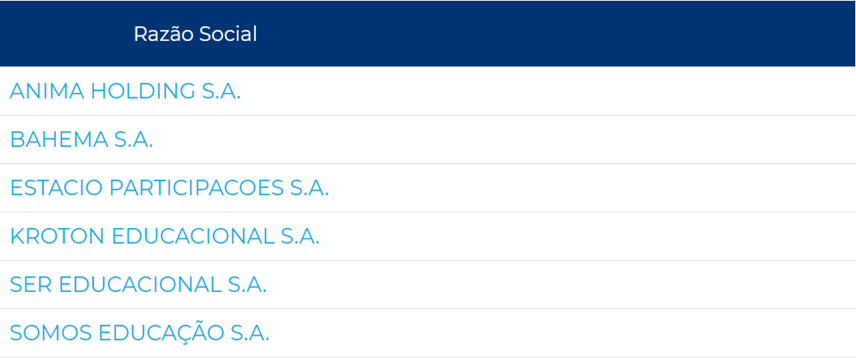 Razão Social
ANIMA HOLDING S.A.
BAHEMA S.A.
ESTACIO PARTICIPACOES S.A.
KROTON EDUCACIONAL S.A.
SER EDUCACIONAL S.A.
SOMOS EDUCAÇÃO S.A.